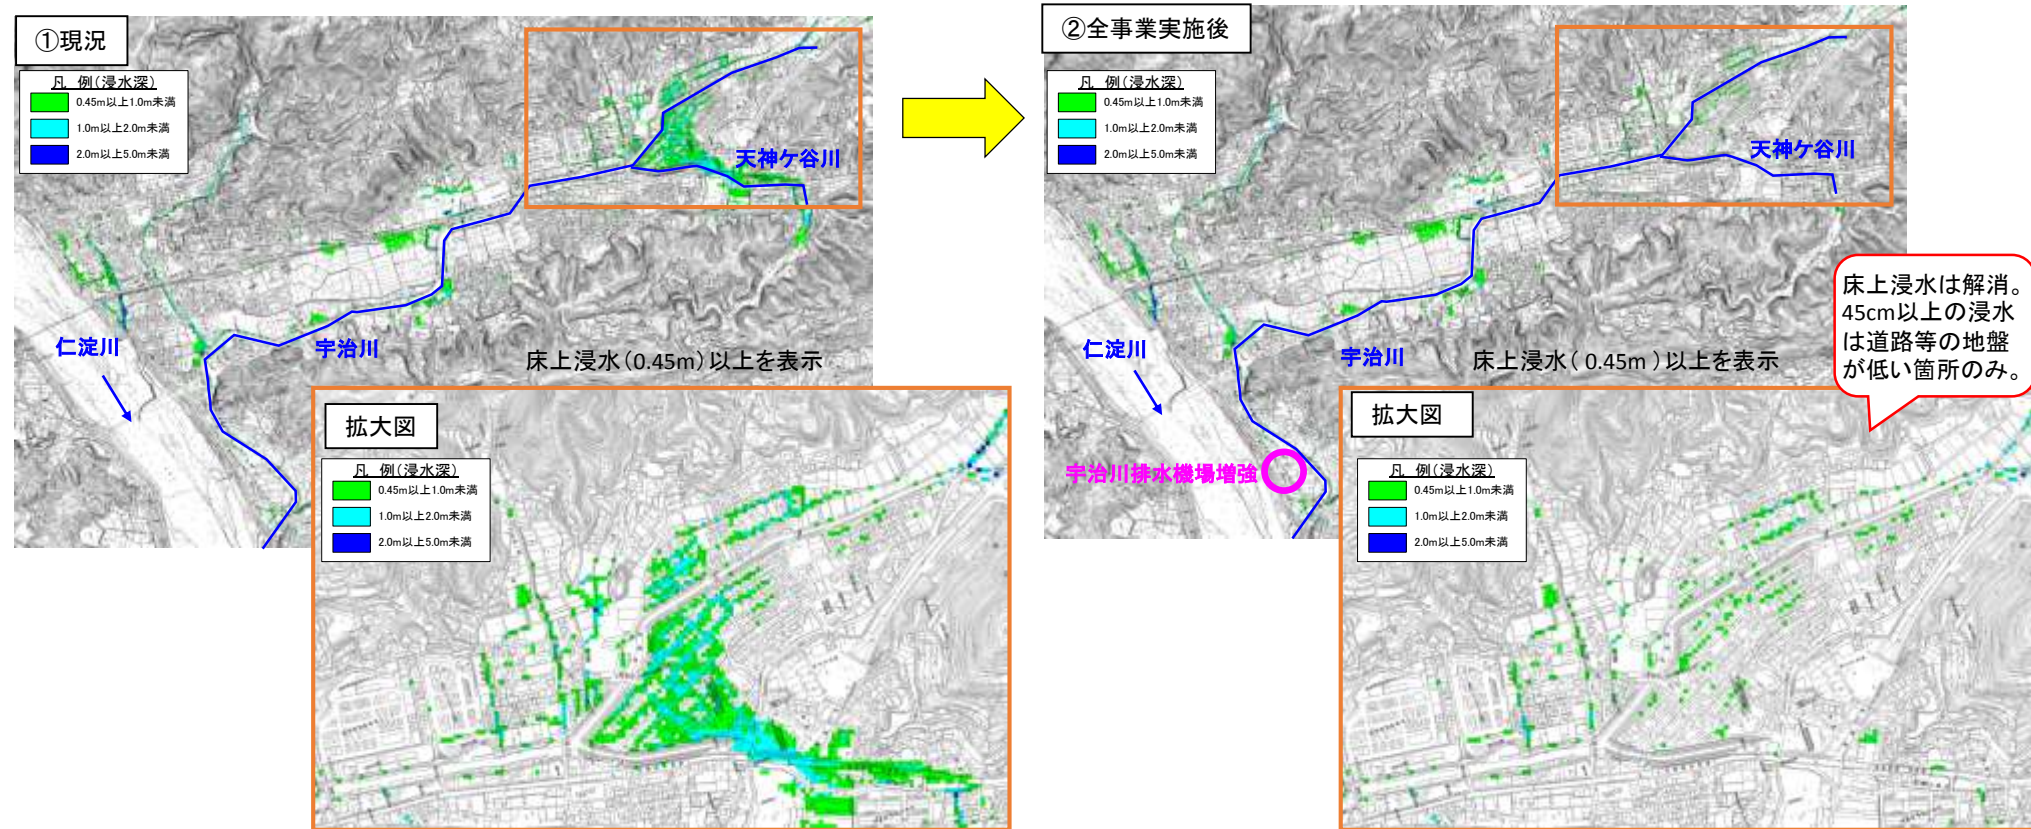 ①現況
凡 例(浸水深)
0.45m以上1.0m未満
1.0m以上2.0m未満
2.0m以上5.0m未満
天神ケ谷川
仁淀川
宇治川
床上浸水(0.45m)以上を表示
拡大図
凡 例(浸水深)
0.45m以上1.0m未満
1.0m以上2.0m未満
2.0m以上5.0m未満
②全事業実施後
凡 例(浸水深)
0.45m以上1.0m未満
1.0m以上2.0m未満
2.0m以上5.0m未満
天神ケ谷川
仁淀川
宇治川
床上浸水(0.45m)以上を表示
宇治川排水機場増強
床上浸水は解消。
45cm以上の浸水
は道路等の地盤
が低い箇所のみ。
拡大図
凡 例(浸水深)
0.45m以上1.0m未満
1.0m以上2.0m未満
2.0m以上5.0m未満